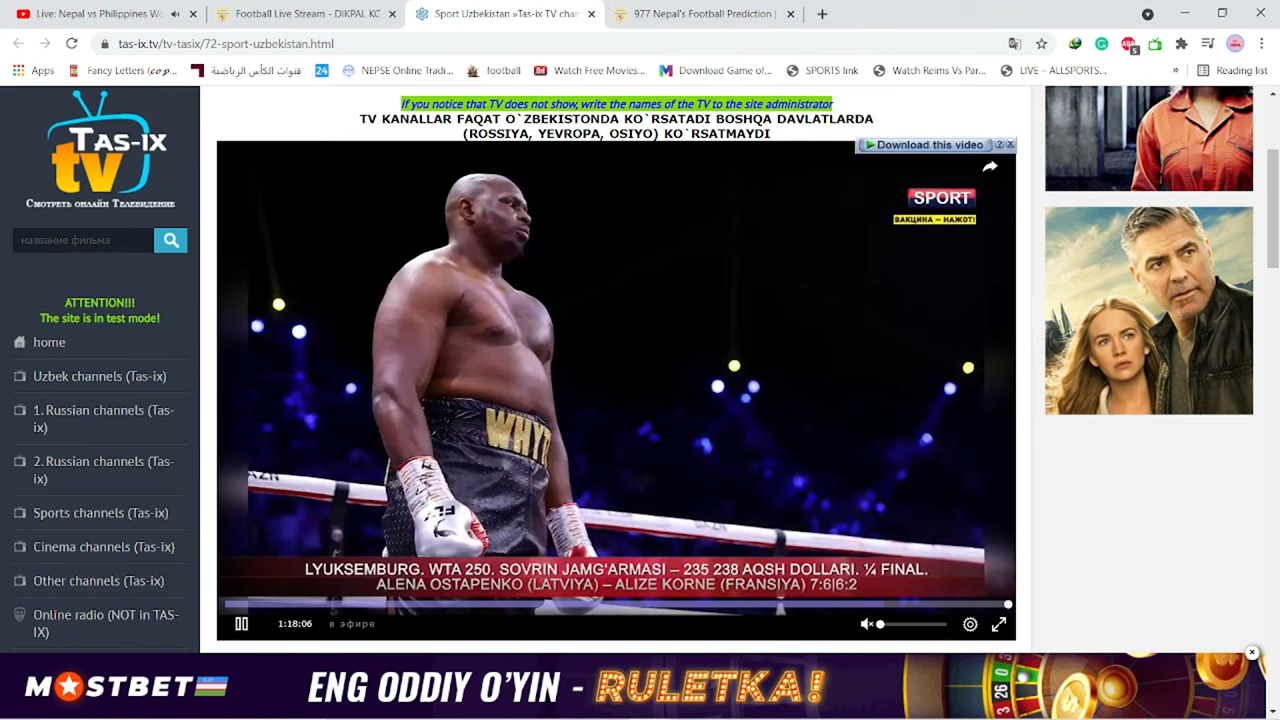 Live: Nepal vs Philippines Wo
Football Live Stream - DIKPAL KC
Sport Uzbekistan »Tas-ix TV chan
977 Nepal's Football Prediction |
tas-ix.tv/tv-tasix/72-sport-uzbekistan.html
Apps
Fancy Letters
قنوات الكأس الرياضية
24
NEPSE Online Tradi...
football
Watch Free Movies...
Download Game of...
SPORTS link
Watch Reims Vs Par...
LIVE – ALLSPORTS...
»
Reading list
TAS-IX
tv
Смотреть онлайн Телевидение
название фильма
ATTENTION!!!
The site is in test mode!
home
Uzbek channels (Tas-ix)
1. Russian channels (Tas-
ix)
2. Russian channels (Tas-
ix)
Sports channels (Tas-ix)
Cinema channels (Tas-ix)
Other channels (Tas-ix)
Online radio (NOT in TAS-
IX)
If you notice that TV does not show, write the names of the TV to the site administrator
TV KANALLAR FAQAT O`ZBEKISTONDA KO`RSATADI BOSHQA DAVLATLARDA
(ROSSIYA, YEVROPA, OSIYO) KO`RSATMAYDI
Download this video
SPORT
ВАКЦИНА – НАЖОТ!
WHYT
FLY
LYUKSEMBURG. WTA 250. SOVRIN JAMG'ARMASI – 235 238 AQSH DOLLARI. ¼ FINAL.
ALENA OSTAPENKO (LATVIYA) – ALIZE KORNE (FRANSIYA) 7:6|6:2
1:18:06
в эфире
MOSTBET
ENG ODDIY O'YIN - RULETKA!
0
26
3